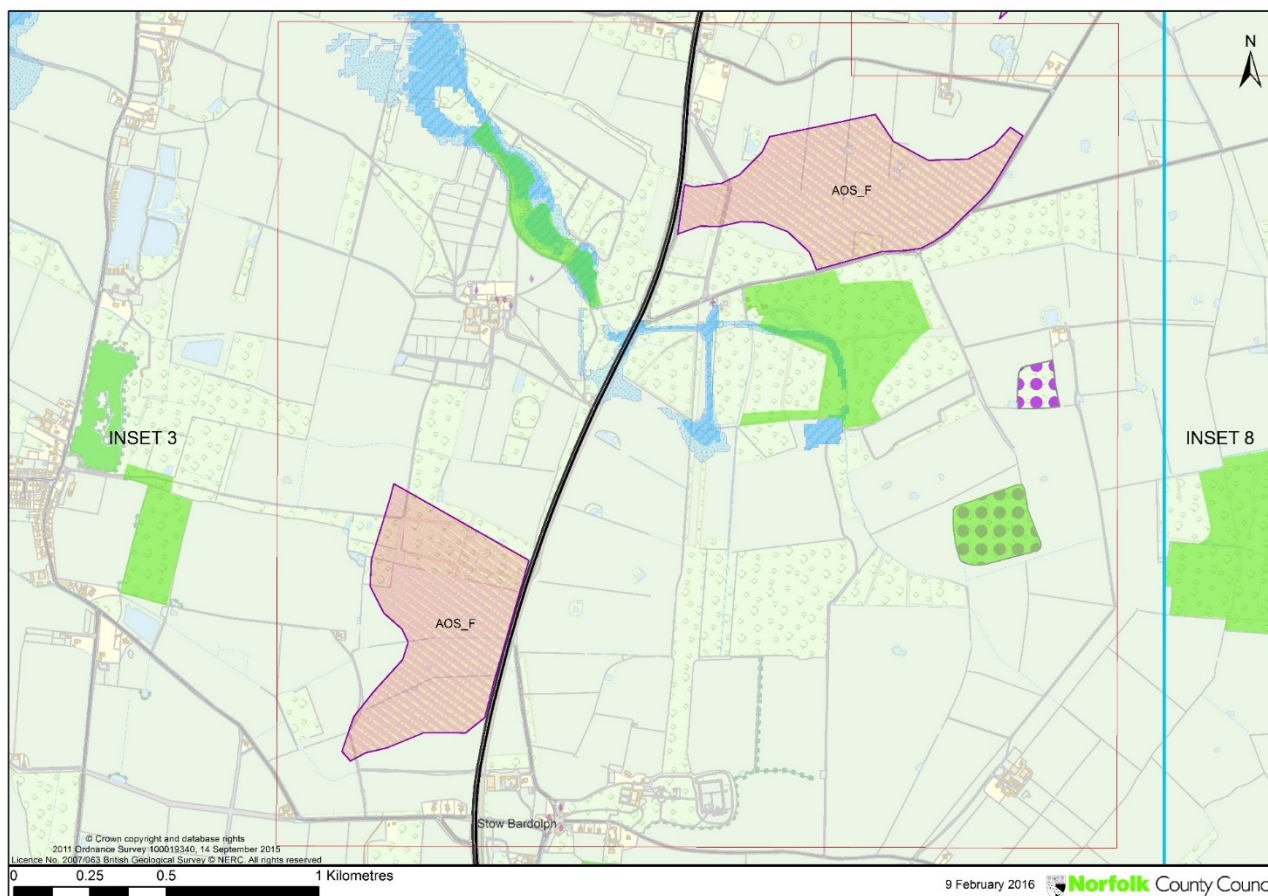 N
AOS_F
INSET 3
INSET 8
AOS_F
Stow Bardolph
© Crown copyright and database rights
2011 Ordnance Survey 100019340, 14 September 2015
Licence No. 2007/063 British Geological Survey © NERC. All rights reserved
0 0.25 0.5 1 Kilometres
9 February 2016 Norfolk County Counc